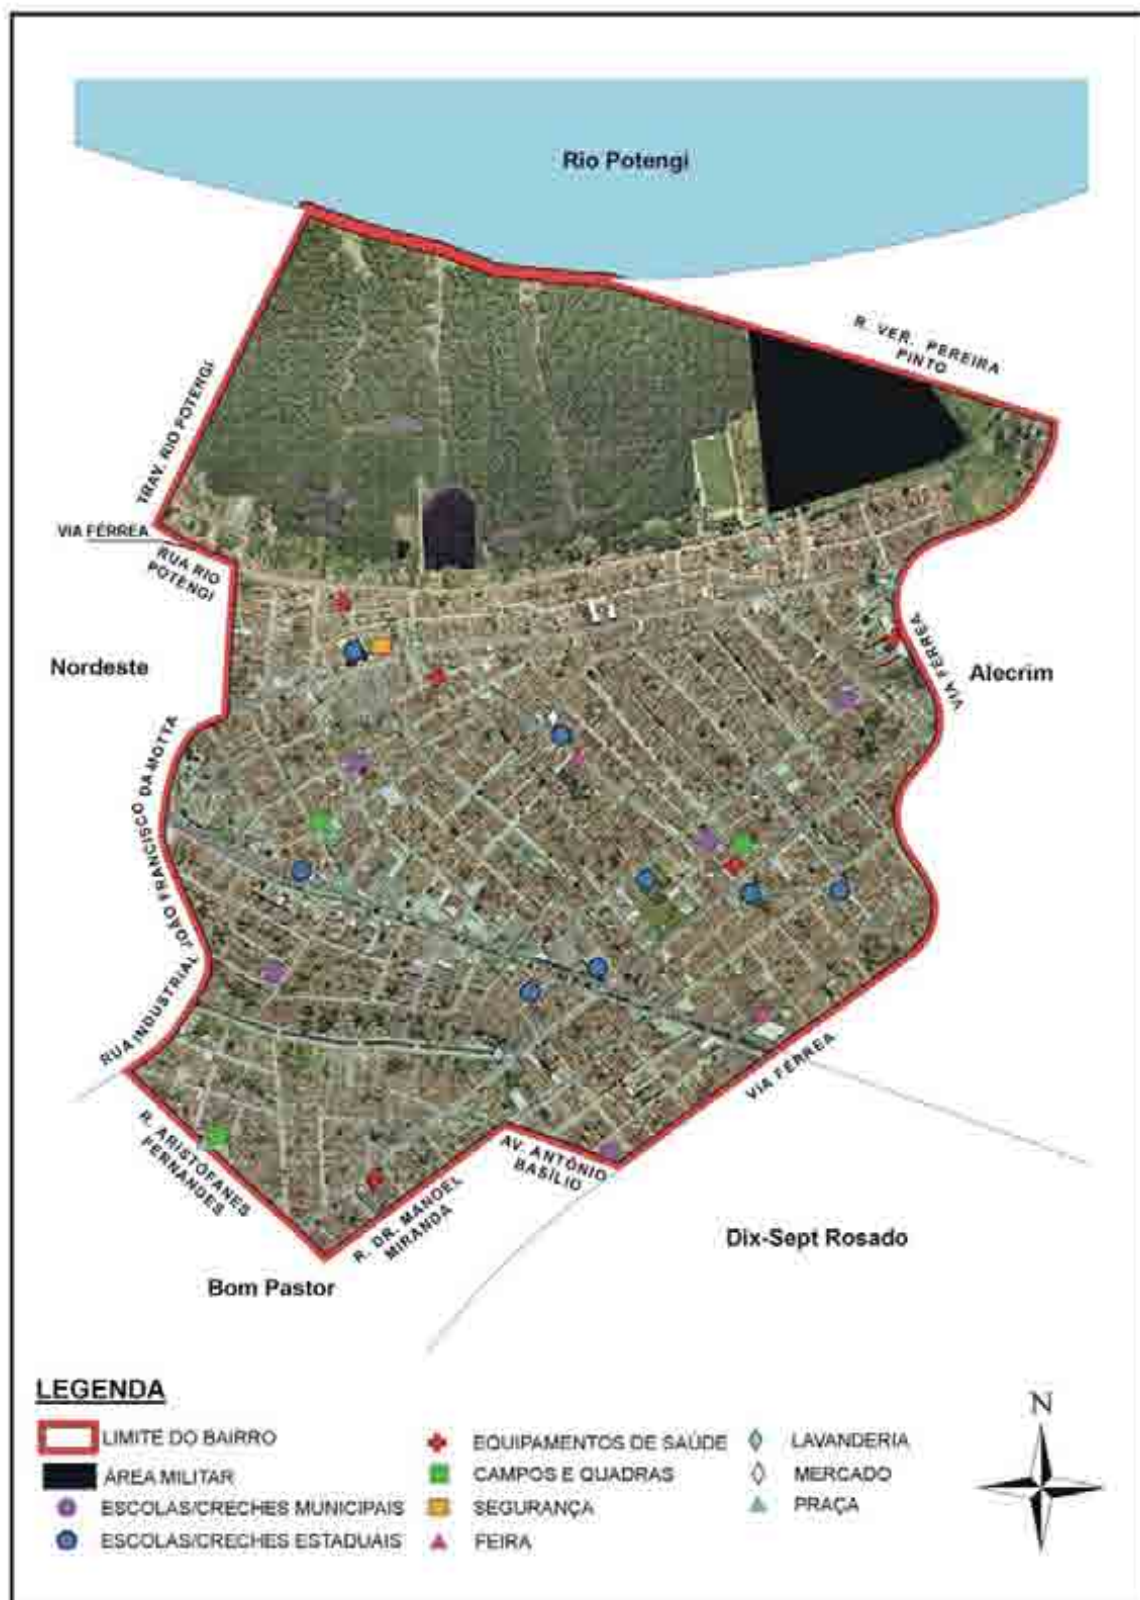 Rio Potengi
R. VER. PEREIRA
PINTO
TRAV. RIO POTENGI
VIA FÉRREA
RUA RIO
POTENGI
Nordeste
VIA FÉRREA
Alecrim
JOÃO FRANCISCO DA MOTTA
RUA INDUSTRIAL
VIA FÉRREA
R. ARISTÓFANES
FERNANDES
AV. ANTÔNIO
BASÍLIO
R. DR. MANOEL
MIRANDA
Dix-Sept Rosado
Bom Pastor
LEGENDA
LIMITE DO BAIRRO
ÁREA MILITAR
ESCOLAS/CRECHES MUNICIPAIS
ESCOLAS/CRECHES ESTADUAIS
EQUIPAMENTOS DE SAÚDE
CAMPOS E QUADRAS
SEGURANÇA
FEIRA
LAVANDERIA
MERCADO
PRAÇA
N